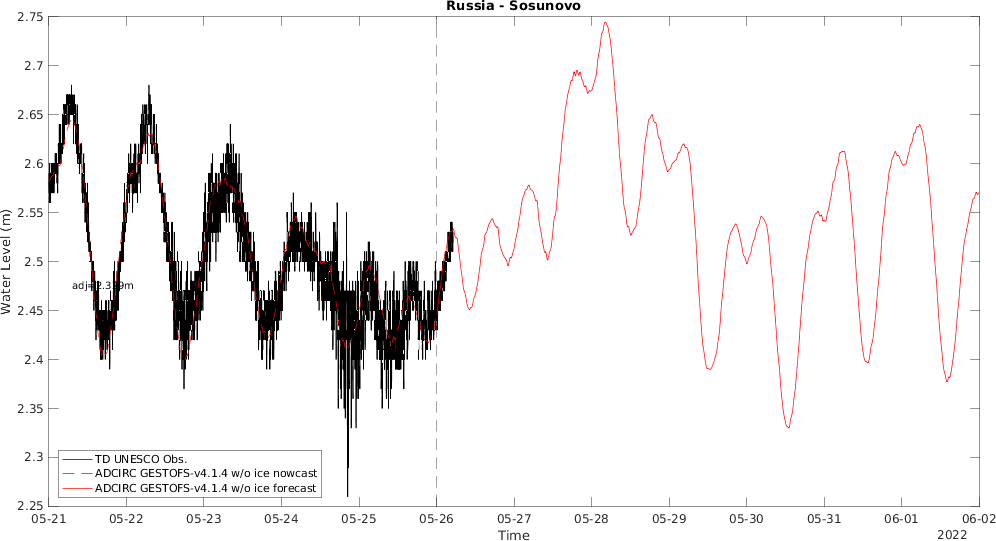 Russia - Sosunovo
2.75
2.7
2.65
2.6
2.55
2.5
2.45
2.4
2.35
2.3
2.25
Water Level (m)
TD UNESCO Obs.
ADCIRC GESTOFS-v4.1.4 w/o ice nowcast
ADCIRC GESTOFS-v4.1.4 w/o ice forecast
05-21 05-22 05-23 05-24 05-25 05-26 05-27 05-28 05-29 05-30 05-31 06-01 06-02
Time
2022